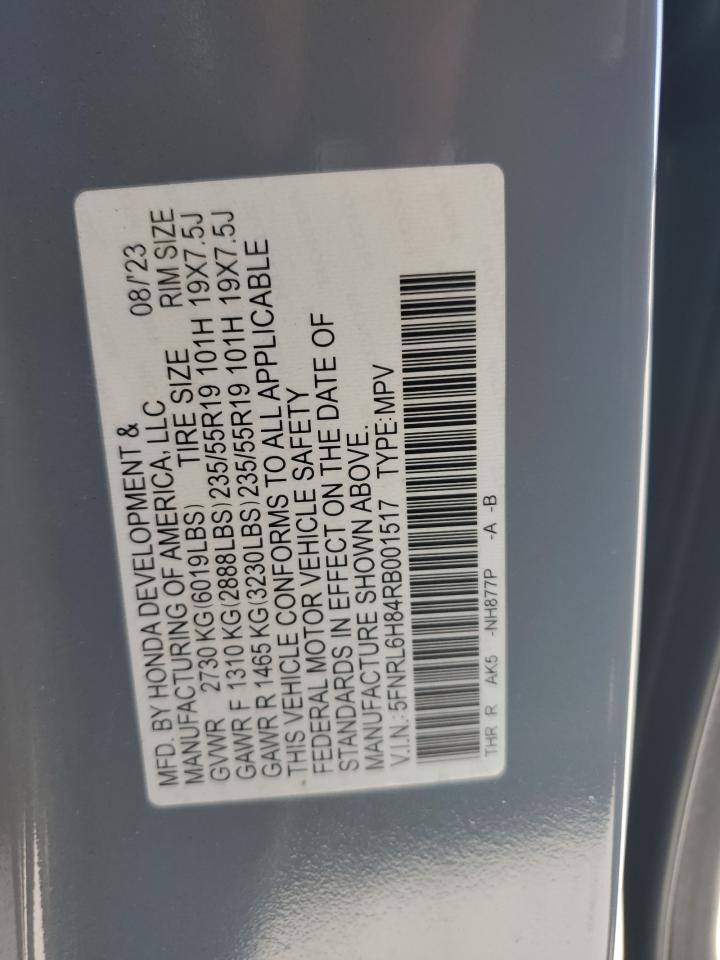 MFD. BY HONDA DEVELOPMENT & 08/'23
MANUFACTURING OF AMERICA, LLC
GVWR 2730 KG(6019LBS) TIRE SIZE RIM SIZE
GAWR F 1310 KG(2888LBS)235/55R19 101H 19X7.5J
GAWR R 1465 KG(3230LBS)235/55R19 101H 19X7.5J
THIS VEHICLE CONFORMS TO ALL APPLICABLE
FEDERAL MOTOR VEHICLE SAFETY
STANDARDS IN EFFECT ON THE DATE OF
MANUFACTURE SHOWN ABOVE.
V.I.N.: 5FNRL6H84RB001517 TYPE:MPV
THR R AK5 -NH877P -A -B